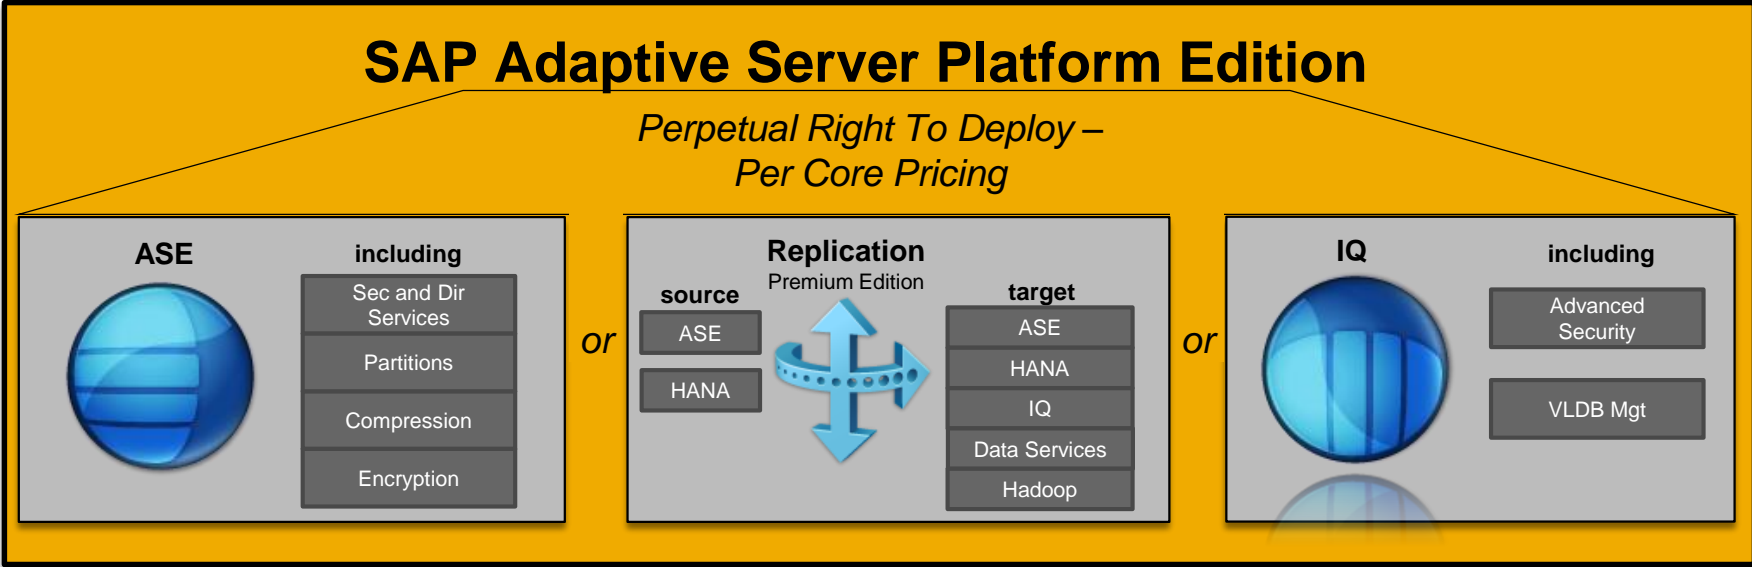 SAP Adaptive Server Platform Edition
Perpetual Right To Deploy –
Per Core Pricing
ASE
including
Sec and Dir
Services
Partitions
Compression
Encryption
or
Replication
Premium Edition
source
ASE
HANA
target
ASE
HANA
IQ
Data Services
Hadoop
or
IQ
including
Advanced
Security
VLDB Mgt